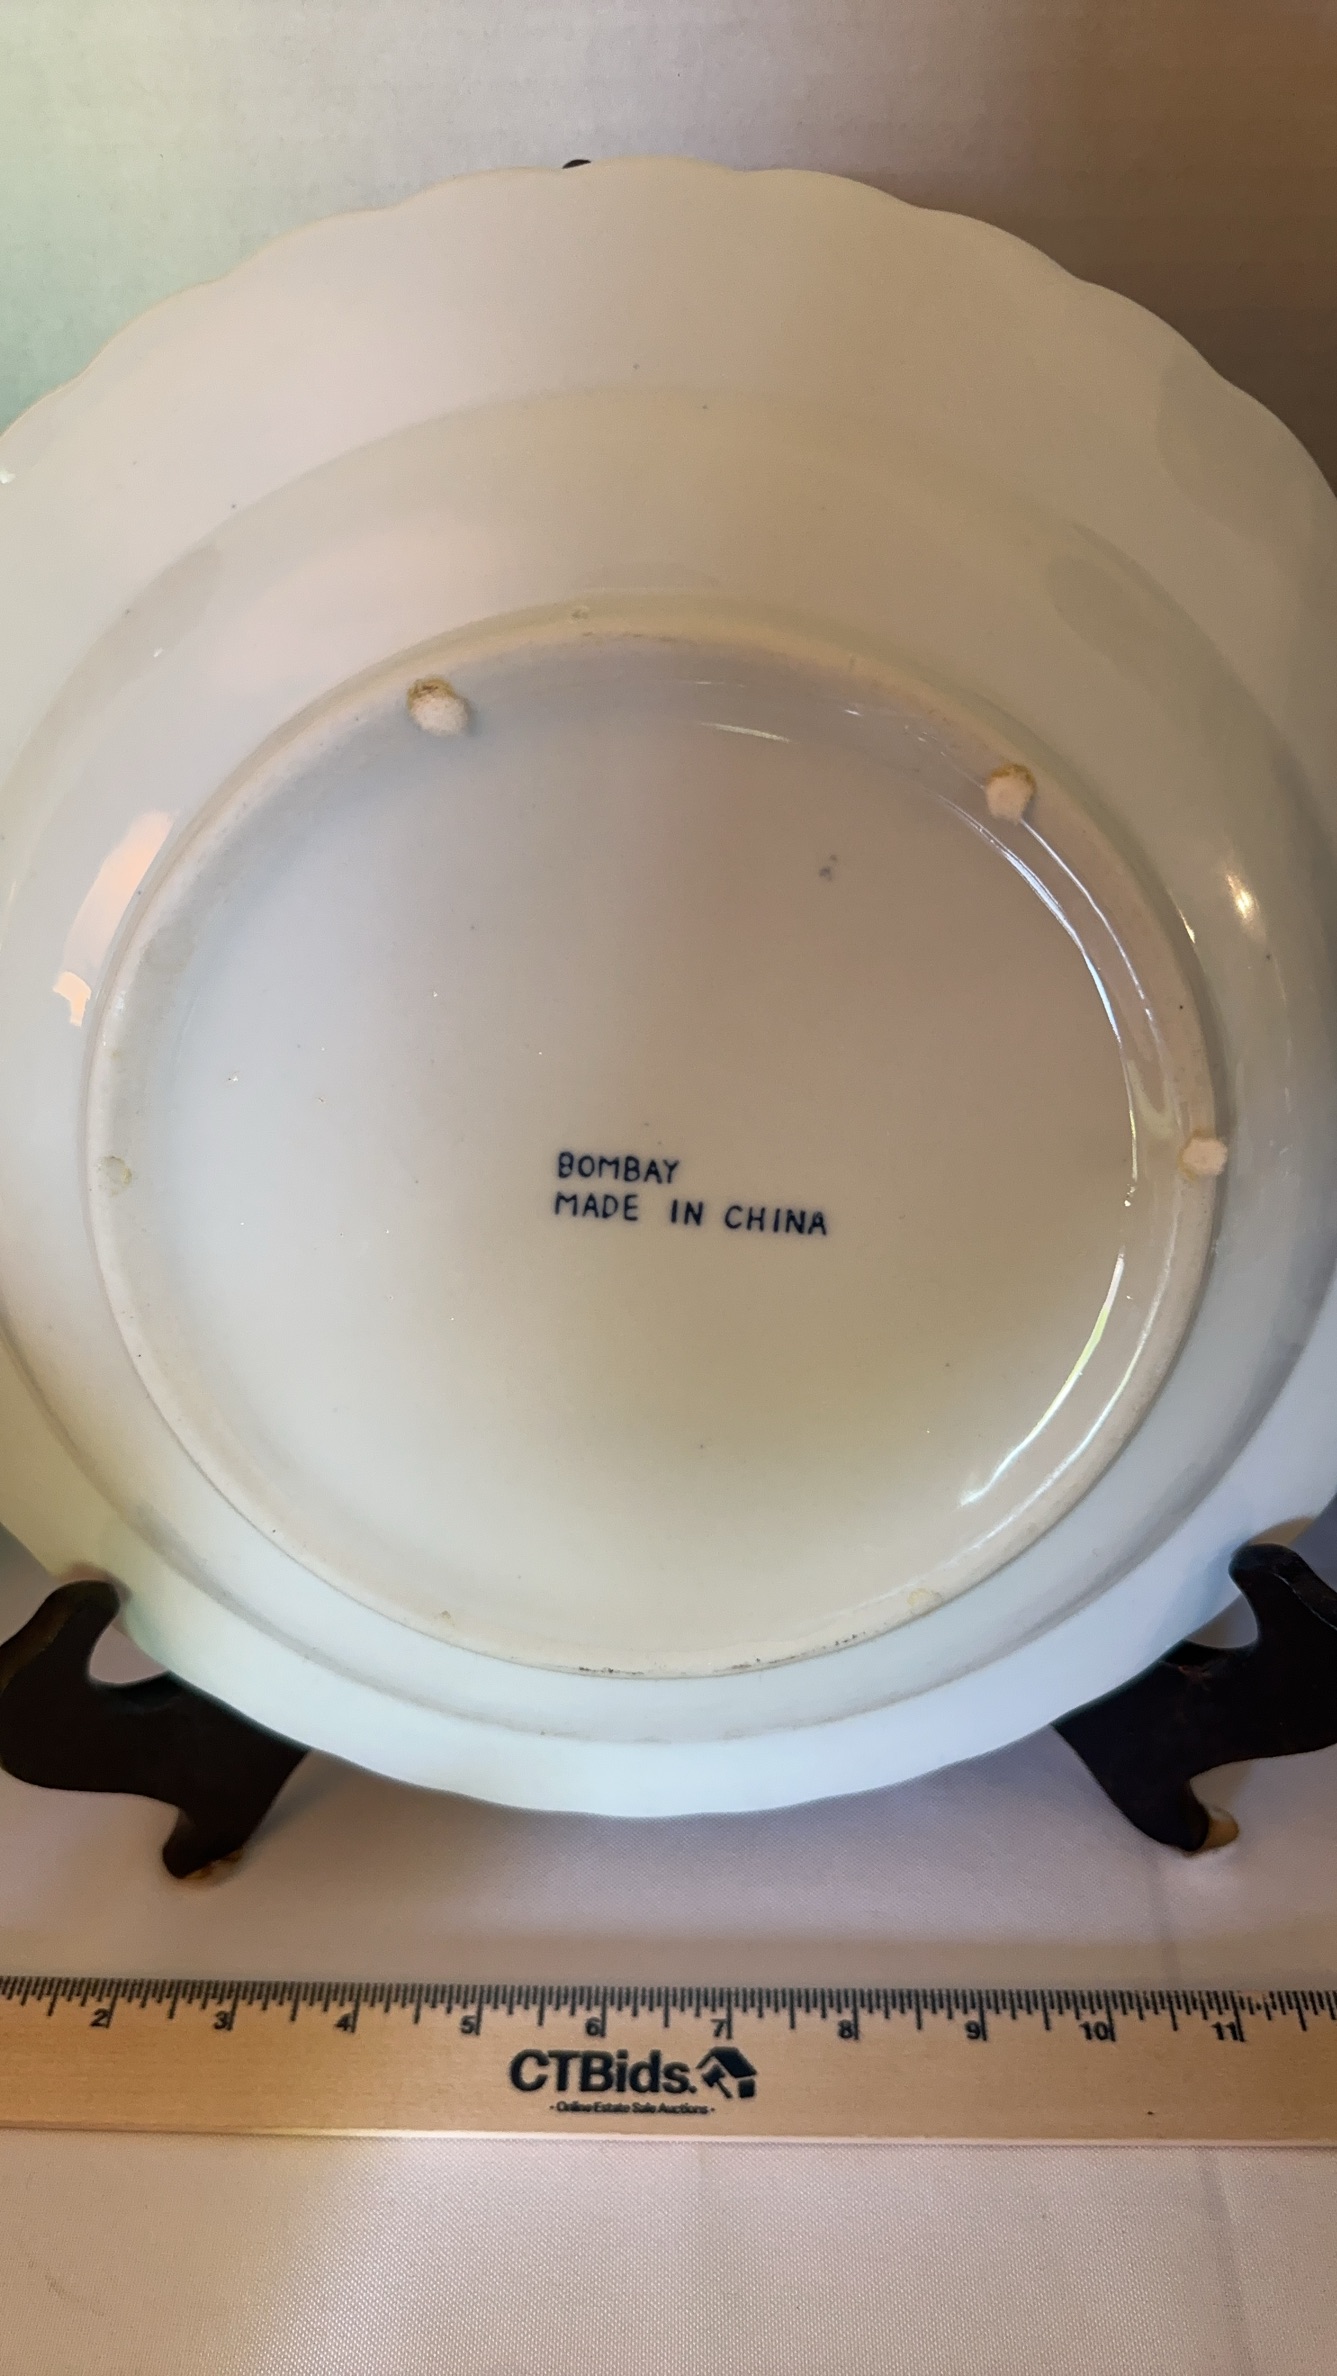 BOMBAY
MADE IN CHINA
2 3 4 5 6 7 8 9 10 11
CTBids.
- Online Estate Sale Auctions -